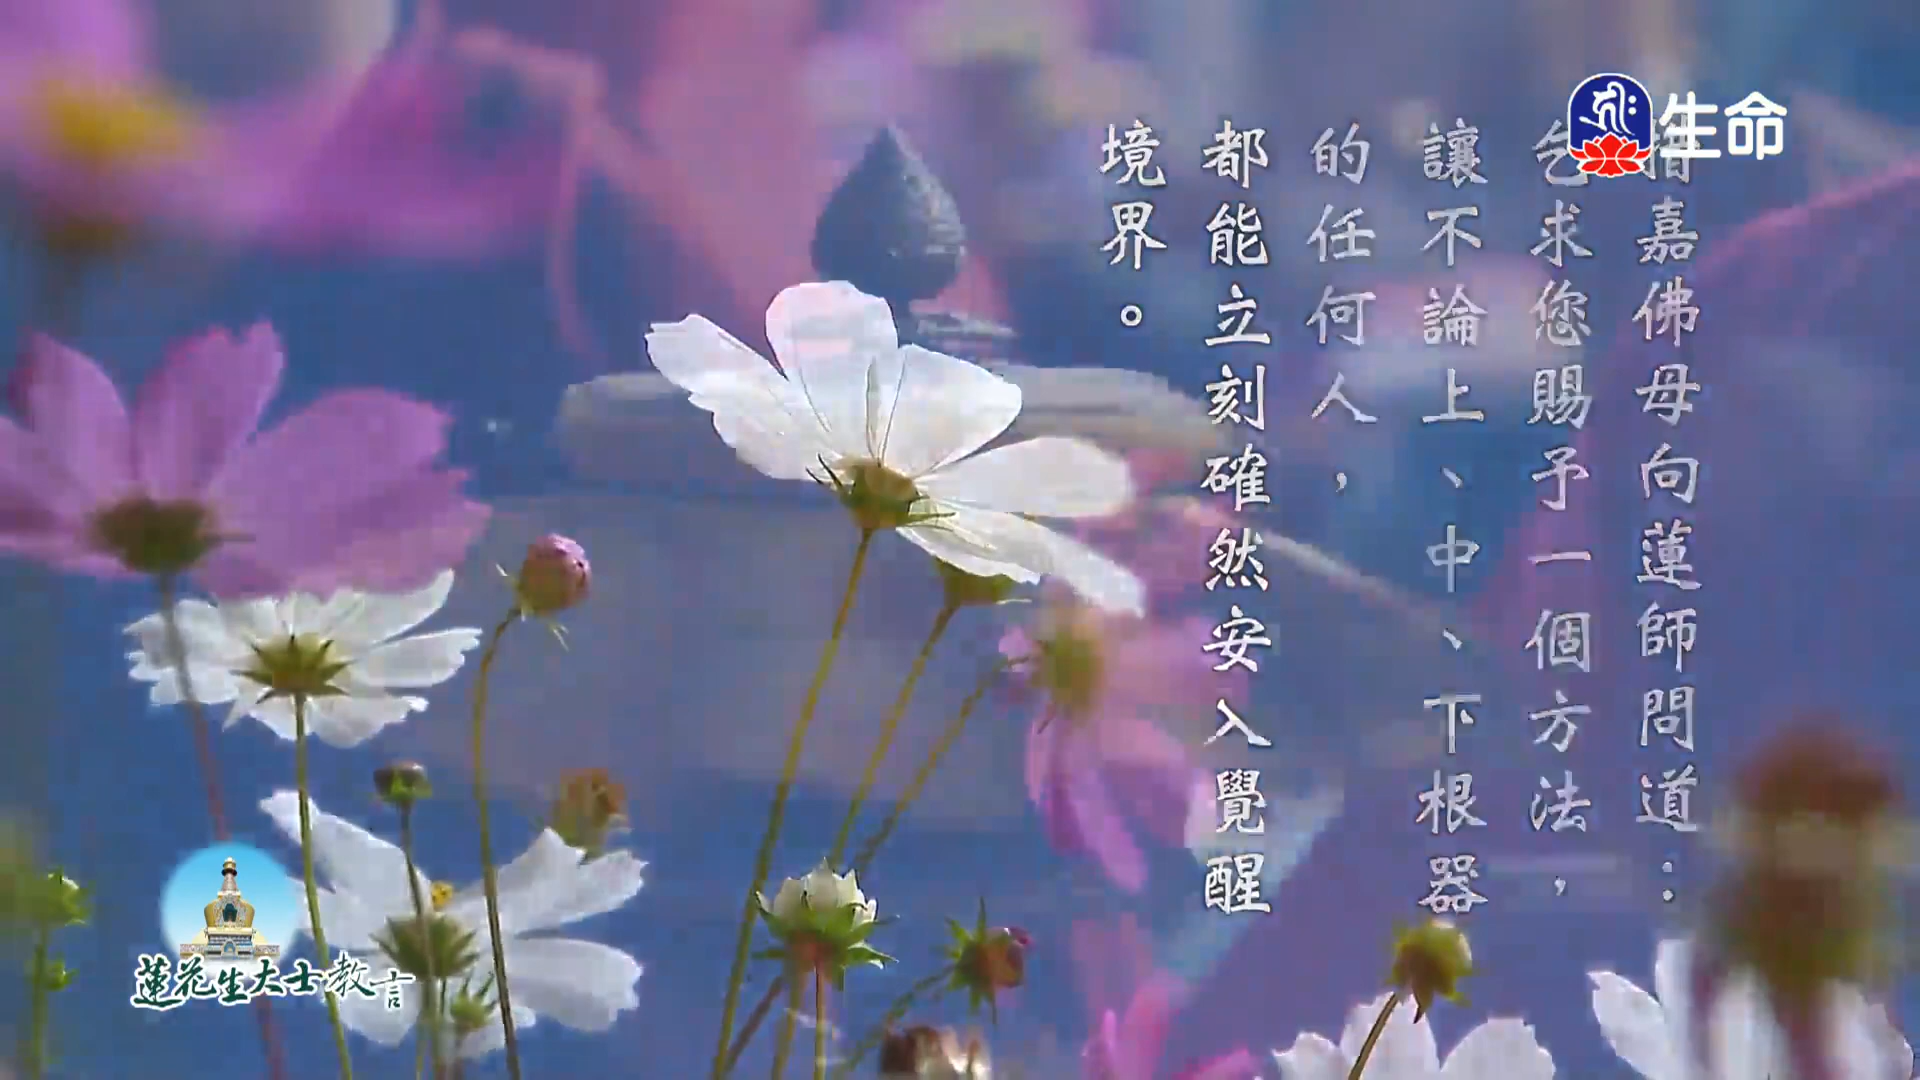 生命
措嘉佛母向蓮師問道：
乞求您賜予一個方法，
讓不論上、中、下根器
的任何人，
都能立刻確然安入覺醒
境界。
蓮花生大士教言